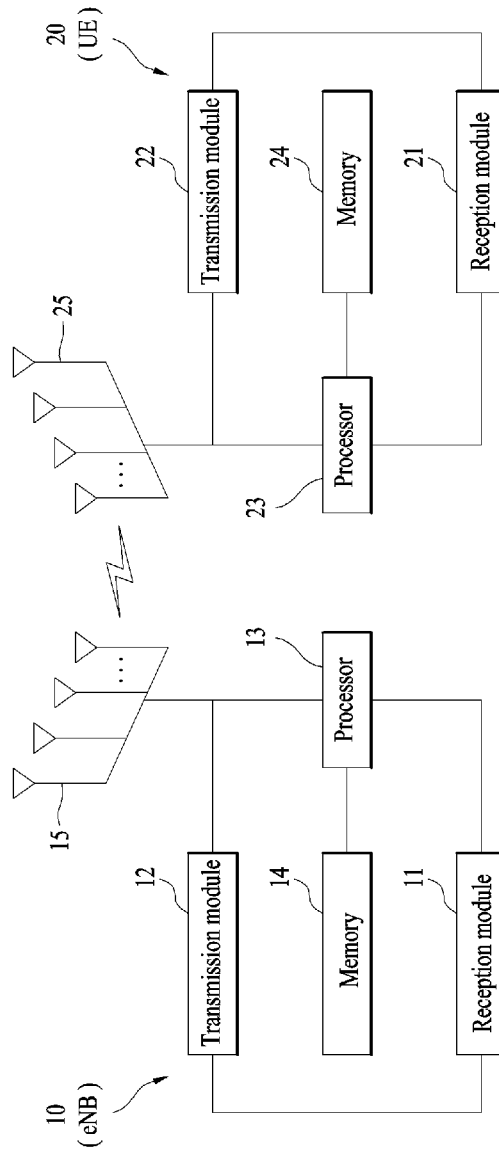 10
( eNB )
15
12
Transmission module
14
Memory
11
Reception module
13
Processor
...
20
( UE )
25
22
Transmission module
24
Memory
21
Reception module
23
Processor
...